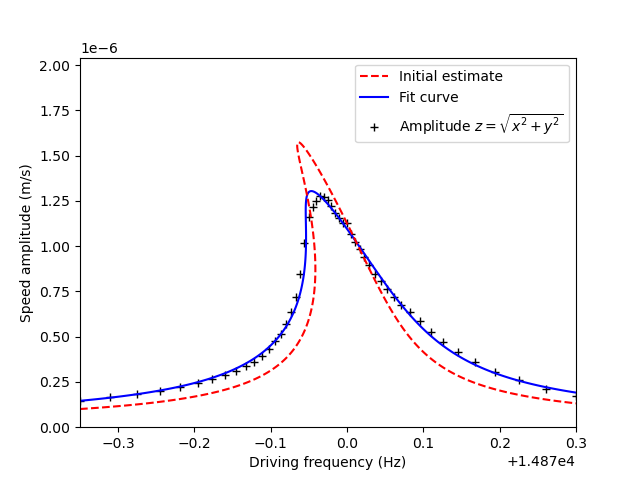 1e−6
2.00
1.75
1.50
1.25
1.00
0.75
0.50
0.25
0.00
Speed amplitude (m/s)
Initial estimate
Fit curve
Amplitude z = √x² + y²
−0.3 −0.2 −0.1 0.0 0.1 0.2 0.3
Driving frequency (Hz)
+1.487e4